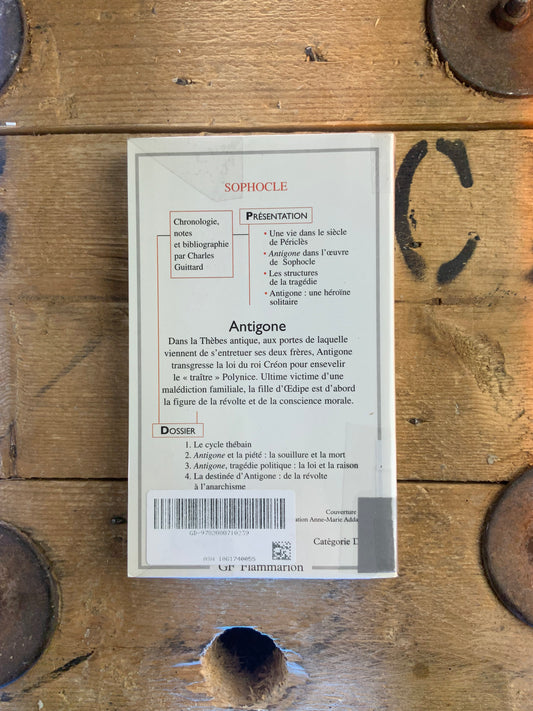 SOPHOCLE
Chronologie,
notes
et bibliographie
par Charles
Guittard
PRÉSENTATION
• Une vie dans le siècle
de Périclès
• Antigone dans l'œuvre
de Sophocle
• Les structures
de la tragédie
• Antigone : une héroïne
solitaire
Antigone
Dans la Thèbes antique, aux portes de laquelle
viennent de s'entretuer ses deux frères, Antigone
transgresse la loi du roi Créon pour ensevelir
le « traître » Polynice. Ultime victime d'une
malédiction familiale, la fille d'Œdipe est d'abord
la figure de la révolte et de la conscience morale.
DOSSIER
1. Le cycle thébain
2. Antigone et la piété : la souillure et la mort
3. Antigone, tragédie politique : la loi et la raison
4. La destinée d'Antigone : de la révolte
à l'anarchisme
Couverture
Anne-Marie
Catègorie
GF Flammarion
C